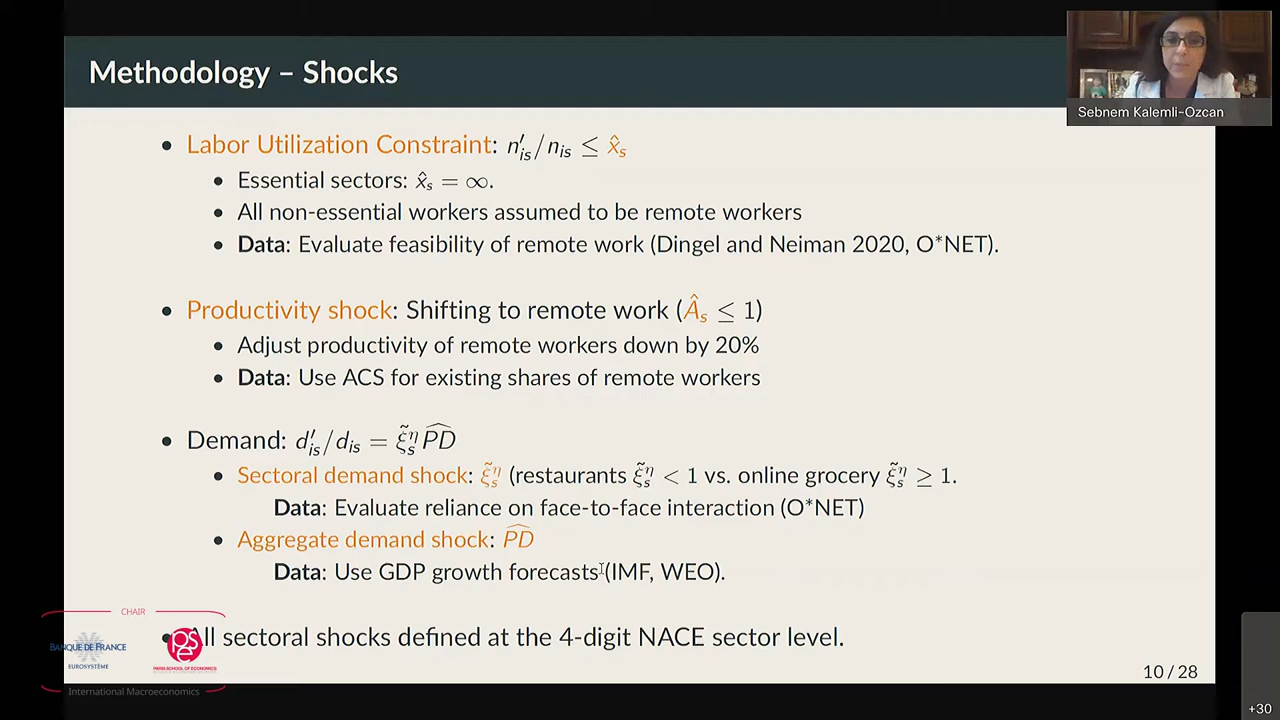 Methodology – Shocks
Sebnem Kalemli-Ozcan
• Labor Utilization Constraint: n′ᵢₛ/nᵢₛ ≤ x̂ₛ
• Essential sectors: x̂ₛ = ∞.
• All non-essential workers assumed to be remote workers
• Data: Evaluate feasibility of remote work (Dingel and Neiman 2020, O*NET).
• Productivity shock: Shifting to remote work (Âₛ ≤ 1)
• Adjust productivity of remote workers down by 20%
• Data: Use ACS for existing shares of remote workers
• Demand: d′ᵢₛ/dᵢₛ = ξ̃ₛ^η P̂D
• Sectoral demand shock: ξ̃ₛ^η (restaurants ξ̃ₛ^η < 1 vs. online grocery ξ̃ₛ^η ≥ 1.
Data: Evaluate reliance on face-to-face interaction (O*NET)
• Aggregate demand shock: P̂D
Data: Use GDP growth forecasts (IMF, WEO).
• All sectoral shocks defined at the 4-digit NACE sector level.
CHAIR
BANQUE DE FRANCE
EUROSYSTÈME
PSE
PARIS SCHOOL OF ECONOMICS
International Macroeconomics
10 / 28
+30